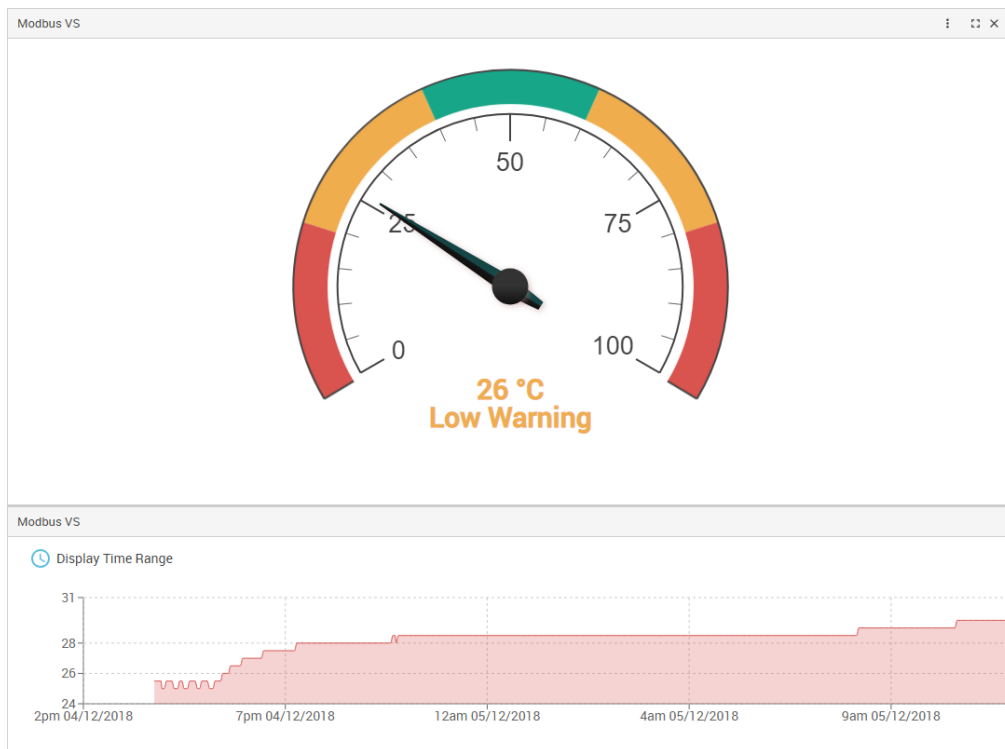 Modbus VS
50
25
75
0
100
26 °C
Low Warning
Modbus VS
Display Time Range
31
28
26
24
2pm 04/12/2018 7pm 04/12/2018 12am 05/12/2018 4am 05/12/2018 9am 05/12/2018